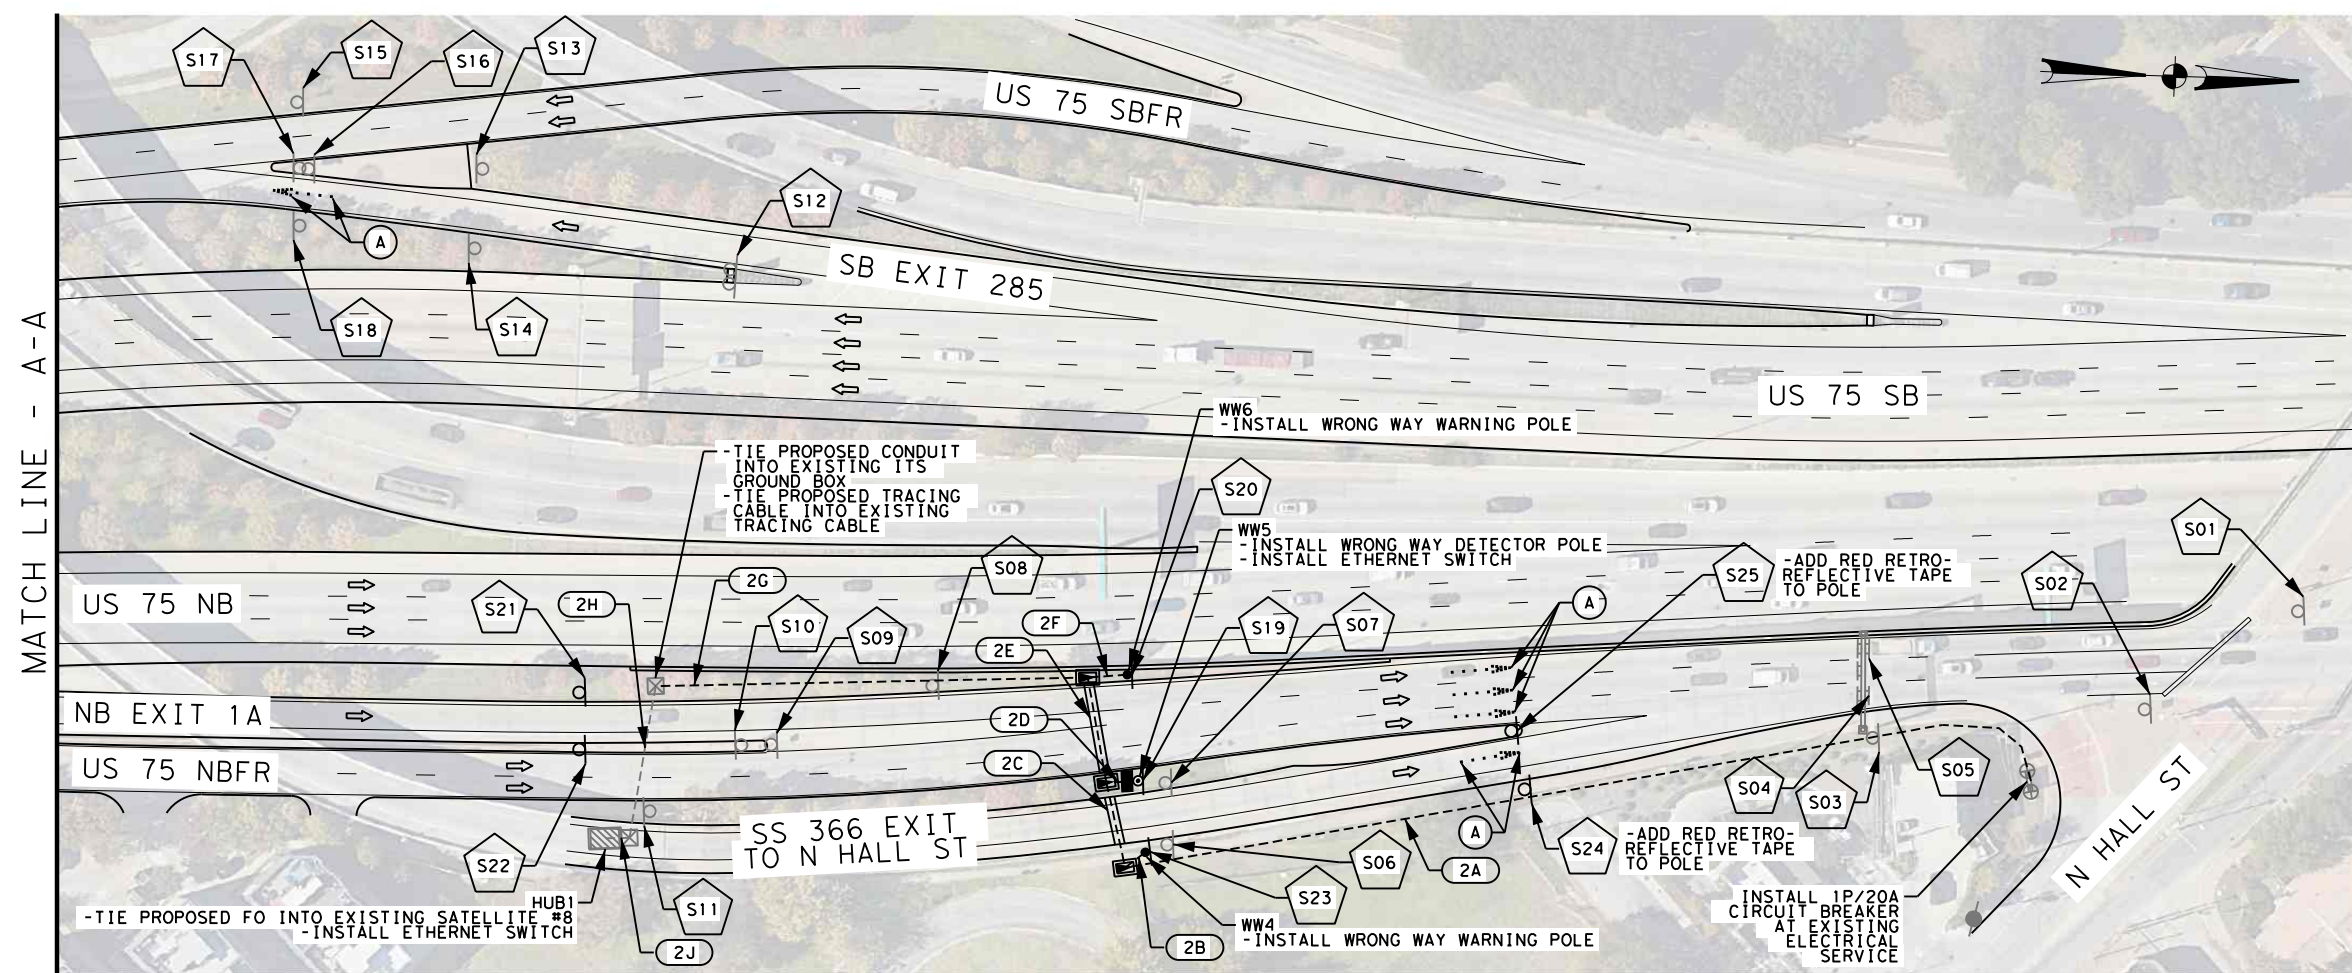 S17
S15
S16
S13
US 75 SBFR
S12
A
SB EXIT 285
S18
S14
MATCH LINE - A-A
US 75 SB
WW6
-INSTALL WRONG WAY WARNING POLE
-TIE PROPOSED CONDUIT
INTO EXISTING ITS
GROUND BOX
-TIE PROPOSED TRACING
CABLE INTO EXISTING
TRACING CABLE
S20
WW5
-INSTALL WRONG WAY DETECTOR POLE
-INSTALL ETHERNET SWITCH
S01
S08
S25
-ADD RED RETRO-
REFLECTIVE TAPE
TO POLE
S02
US 75 NB
S21
2H
2G
S10
S09
2F
2E
S19
S07
A
NB EXIT 1A
2D
US 75 NBFR
2C
S04
S03
S05
SS 366 EXIT
TO N HALL ST
A
S24
-ADD RED RETRO-
REFLECTIVE TAPE
TO POLE
N HALL ST
S22
S06
2A
S23
HUB1
-TIE PROPOSED FO INTO EXISTING SATELLITE #8
-INSTALL ETHERNET SWITCH
S11
2J
WW4
-INSTALL WRONG WAY WARNING POLE
2B
INSTALL 1P/20A
CIRCUIT BREAKER
AT EXISTING
ELECTRICAL
SERVICE